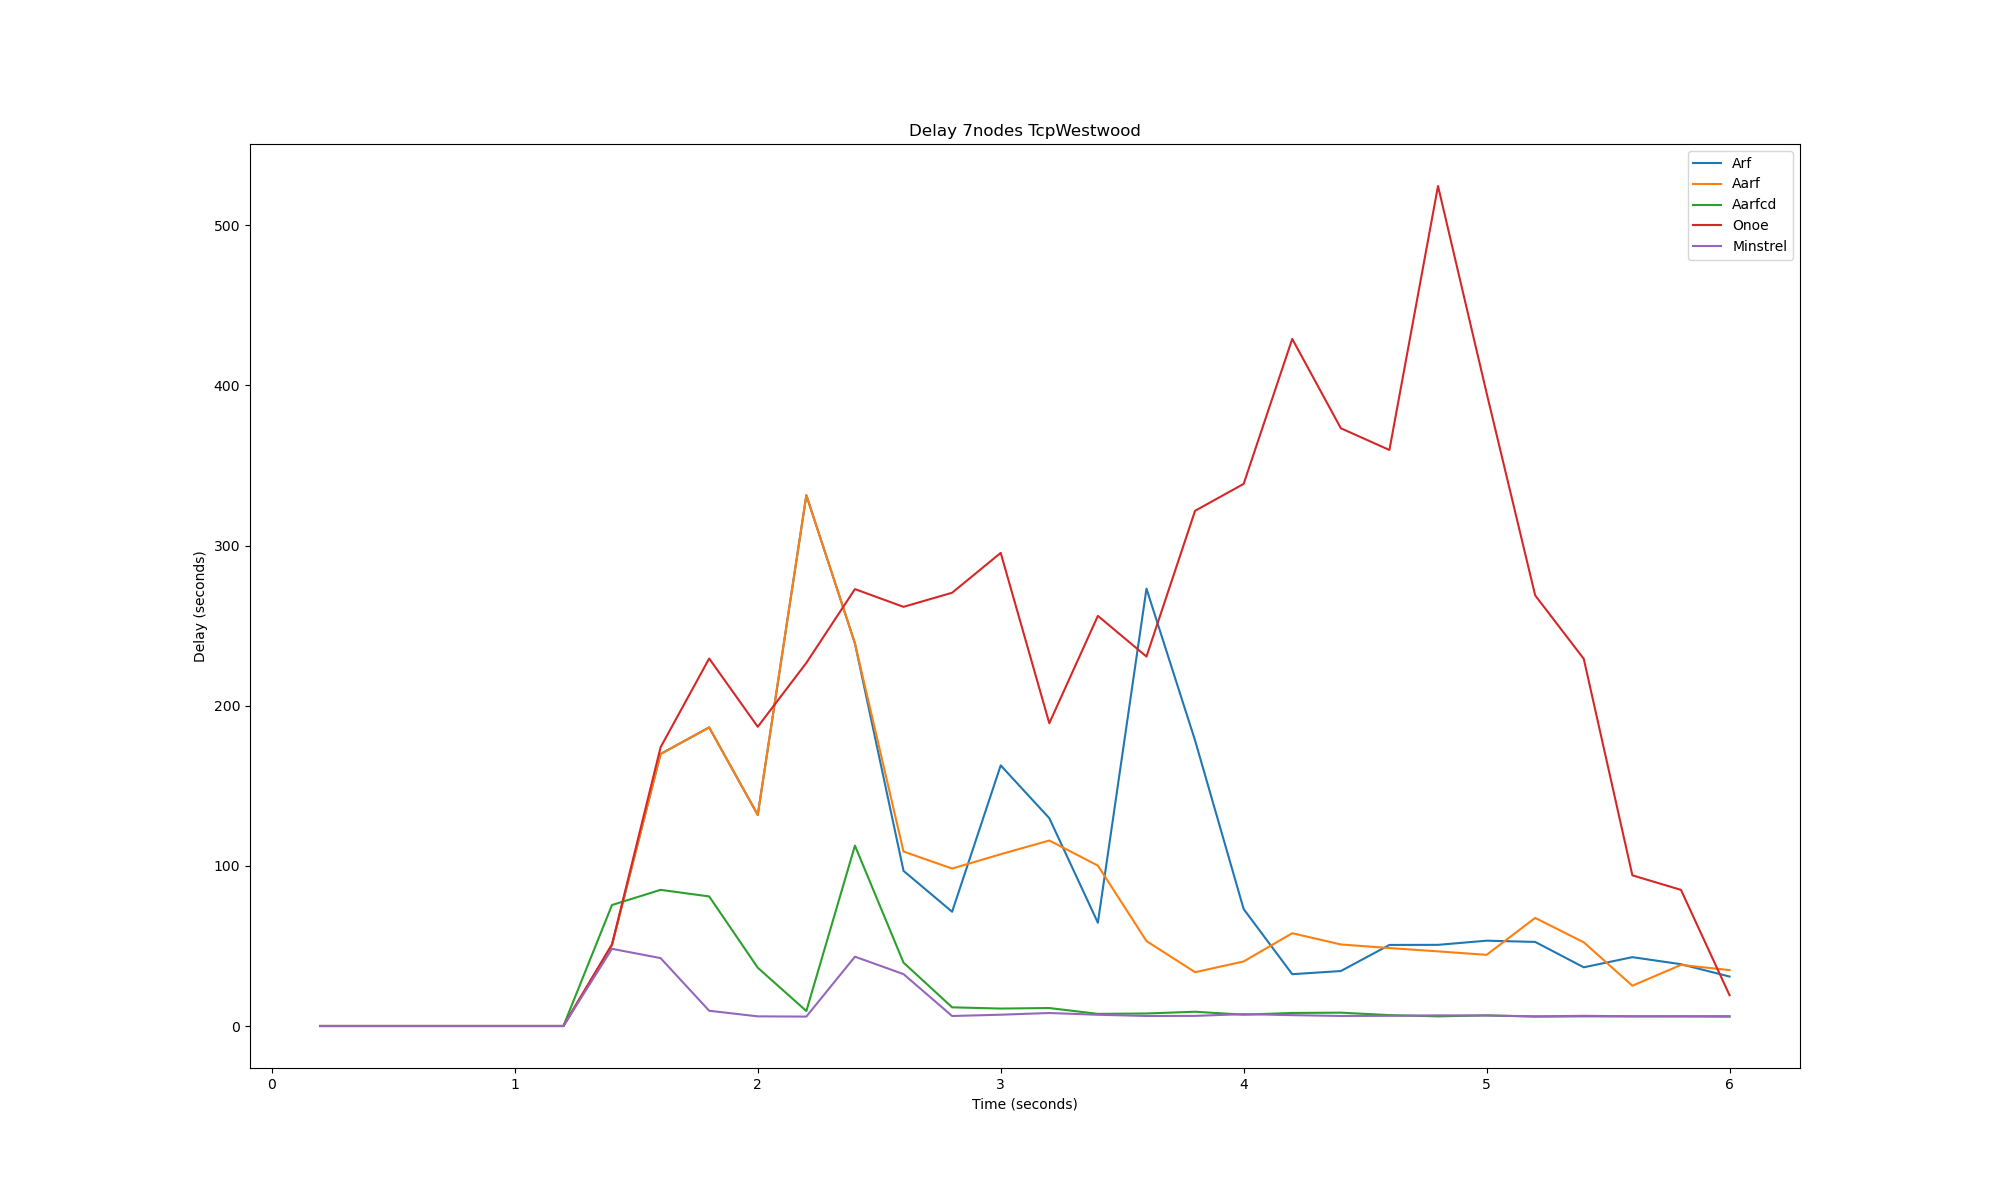 Delay 7nodes TcpWestwood
Arf
Aarf
Aarfcd
Onoe
Minstrel
Delay (seconds)
500
400
300
200
100
0
0 1 2 3 4 5 6
Time (seconds)